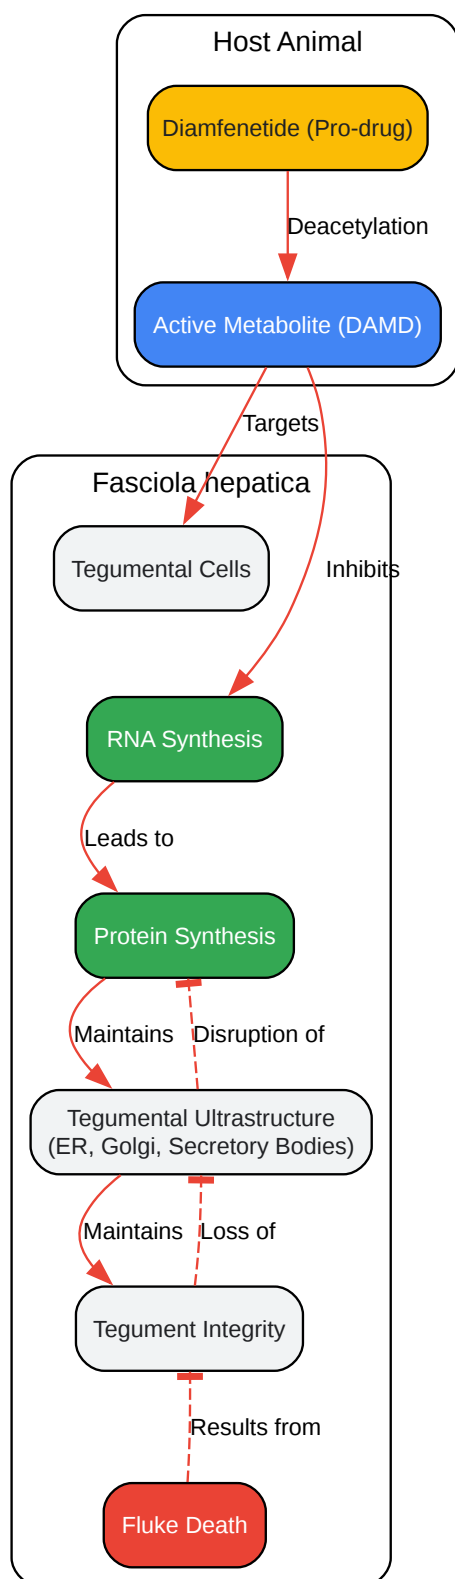 Host Animal
Diamfenetide (Pro-drug)
Deacetylation
Active Metabolite (DAMD)
Targets
Fasciola hepatica
Tegumental Cells
Inhibits
RNA Synthesis
Leads to
Protein Synthesis
Maintains
Disruption of
Tegumental Ultrastructure
(ER, Golgi, Secretory Bodies)
Maintains
Loss of
Tegument Integrity
Results from
Fluke Death